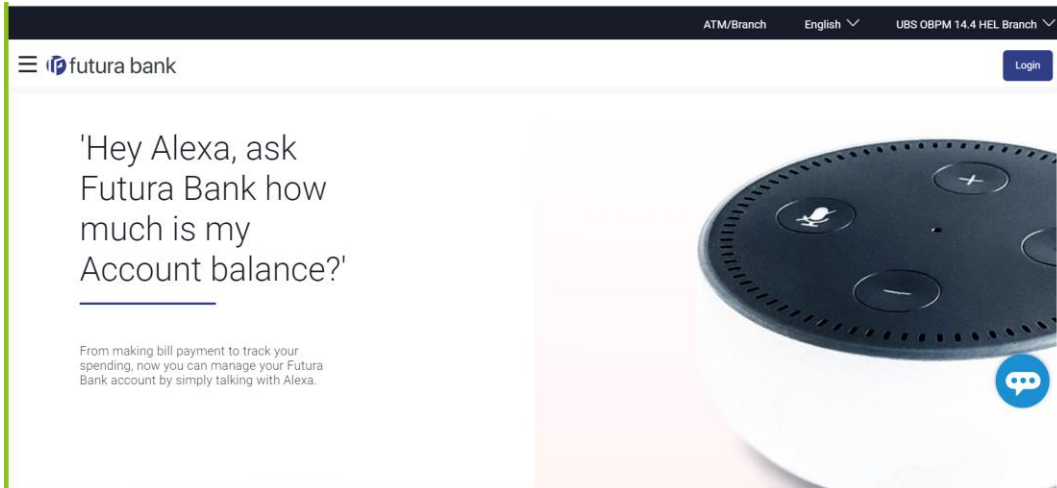 ATM/Branch English UBS OBPM 14.4 HEL Branch
futura bank
Login
'Hey Alexa, ask
Futura Bank how
much is my
Account balance?'
From making bill payment to track your
spending, now you can manage your Futura
Bank account by simply talking with Alexa.